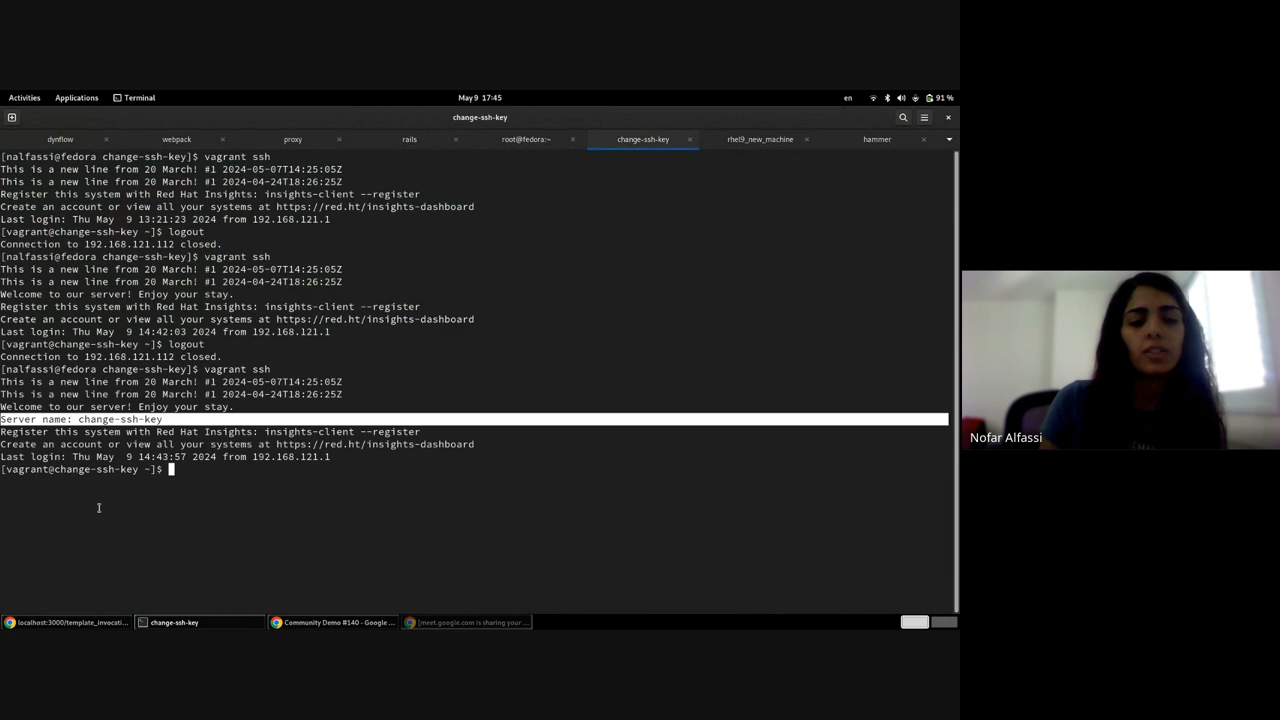 Activities
Applications
Terminal
May 9 17:45
en
91 %
change-ssh-key
dynflow
webpack
proxy
rails
root@fedora:~
change-ssh-key
rhel9_new_machine
hammer
[nalfassi@fedora change-ssh-key]$ vagrant ssh
This is a new line from 20 March! #1 2024-05-07T14:25:05Z
This is a new line from 20 March! #1 2024-04-24T18:26:25Z
Register this system with Red Hat Insights: insights-client --register
Create an account or view all your systems at https://red.ht/insights-dashboard
Last login: Thu May  9 13:21:23 2024 from 192.168.121.1
[vagrant@change-ssh-key ~]$ logout
Connection to 192.168.121.112 closed.
[nalfassi@fedora change-ssh-key]$ vagrant ssh
This is a new line from 20 March! #1 2024-05-07T14:25:05Z
This is a new line from 20 March! #1 2024-04-24T18:26:25Z
Welcome to our server! Enjoy your stay.
Register this system with Red Hat Insights: insights-client --register
Create an account or view all your systems at https://red.ht/insights-dashboard
Last login: Thu May  9 14:42:03 2024 from 192.168.121.1
[vagrant@change-ssh-key ~]$ logout
Connection to 192.168.121.112 closed.
[nalfassi@fedora change-ssh-key]$ vagrant ssh
This is a new line from 20 March! #1 2024-05-07T14:25:05Z
This is a new line from 20 March! #1 2024-04-24T18:26:25Z
Welcome to our server! Enjoy your stay.
Server name: change-ssh-key
Register this system with Red Hat Insights: insights-client --register
Create an account or view all your systems at https://red.ht/insights-dashboard
Last login: Thu May  9 14:43:57 2024 from 192.168.121.1
[vagrant@change-ssh-key ~]$
Nofar Alfassi
localhost:3000/template_invocati...
change-ssh-key
Community Demo #140 - Google ...
[meet.google.com is sharing your ...